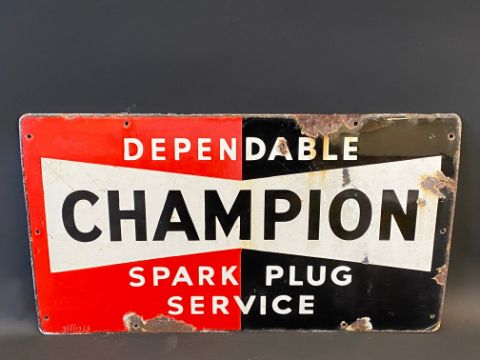 DEPENDABLE
CHAMPION
SPARK PLUG
SERVICE